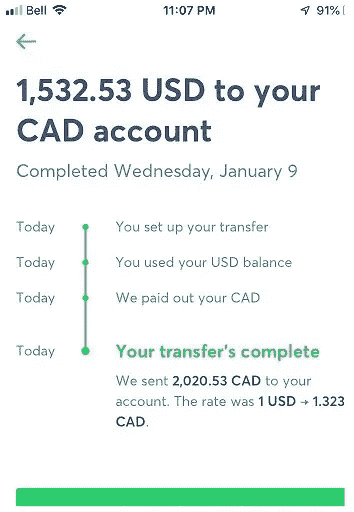 Bell 11:07 PM 91%
1,532.53 USD to your
CAD account
Completed Wednesday, January 9
Today You set up your transfer
Today You used your USD balance
Today We paid out your CAD
Today Your transfer's complete
We sent 2,020.53 CAD to your
account. The rate was 1 USD → 1.323
CAD.